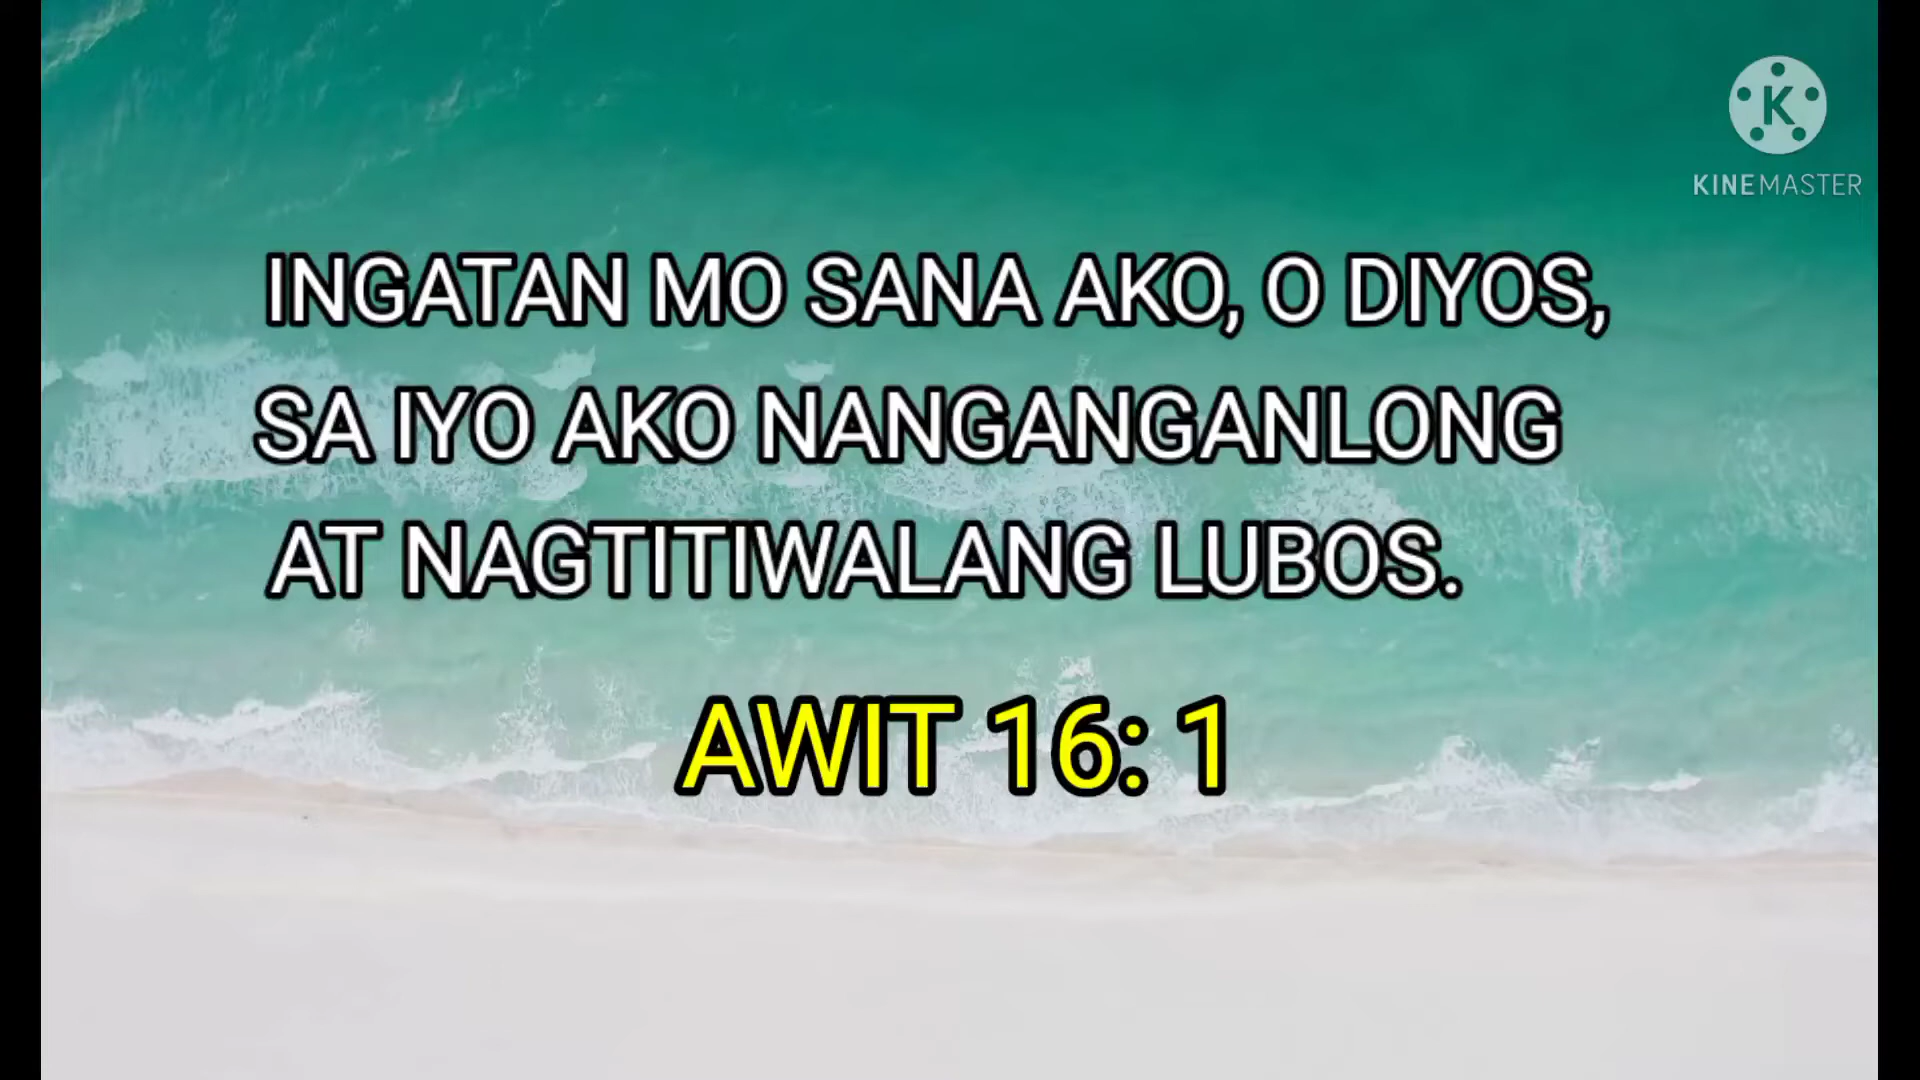 K
KINEMASTER
INGATAN MO SANA AKO, O DIYOS,
SA IYO AKO NANGANGANLONG
AT NAGTITIWALANG LUBOS.
AWIT 16: 1